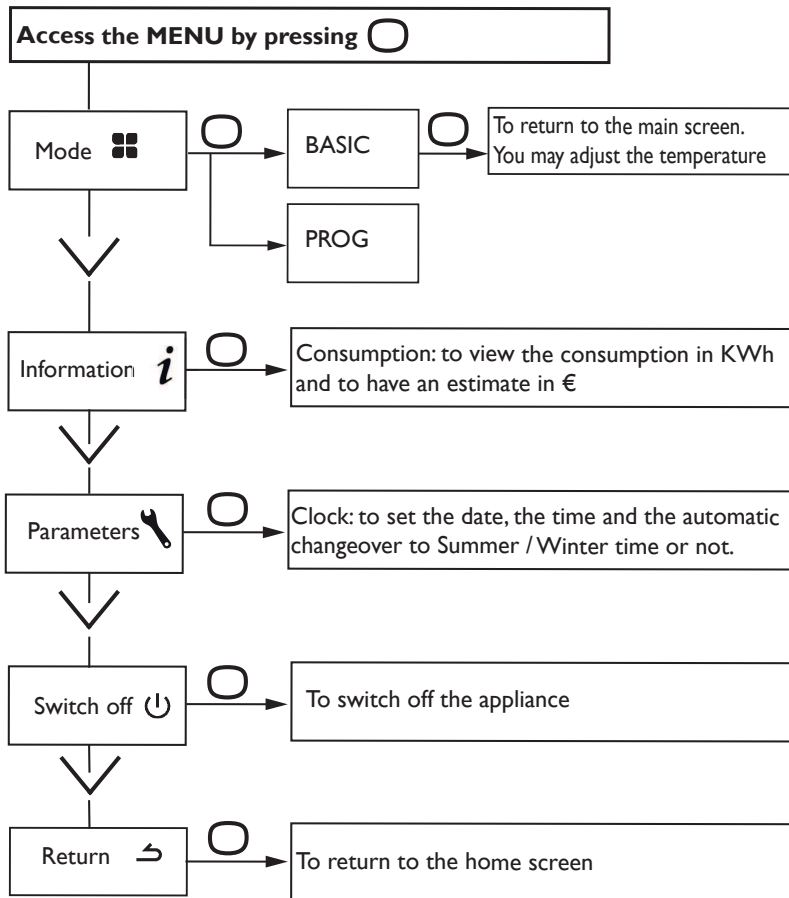 Access the MENU by pressing
Mode
BASIC
To return to the main screen.
You may adjust the temperature
PROG
Information
Consumption: to view the consumption in KWh
and to have an estimate in €
Parameters
Clock: to set the date, the time and the automatic
changeover to Summer / Winter time or not.
Switch off
To switch off the appliance
Return
To return to the home screen